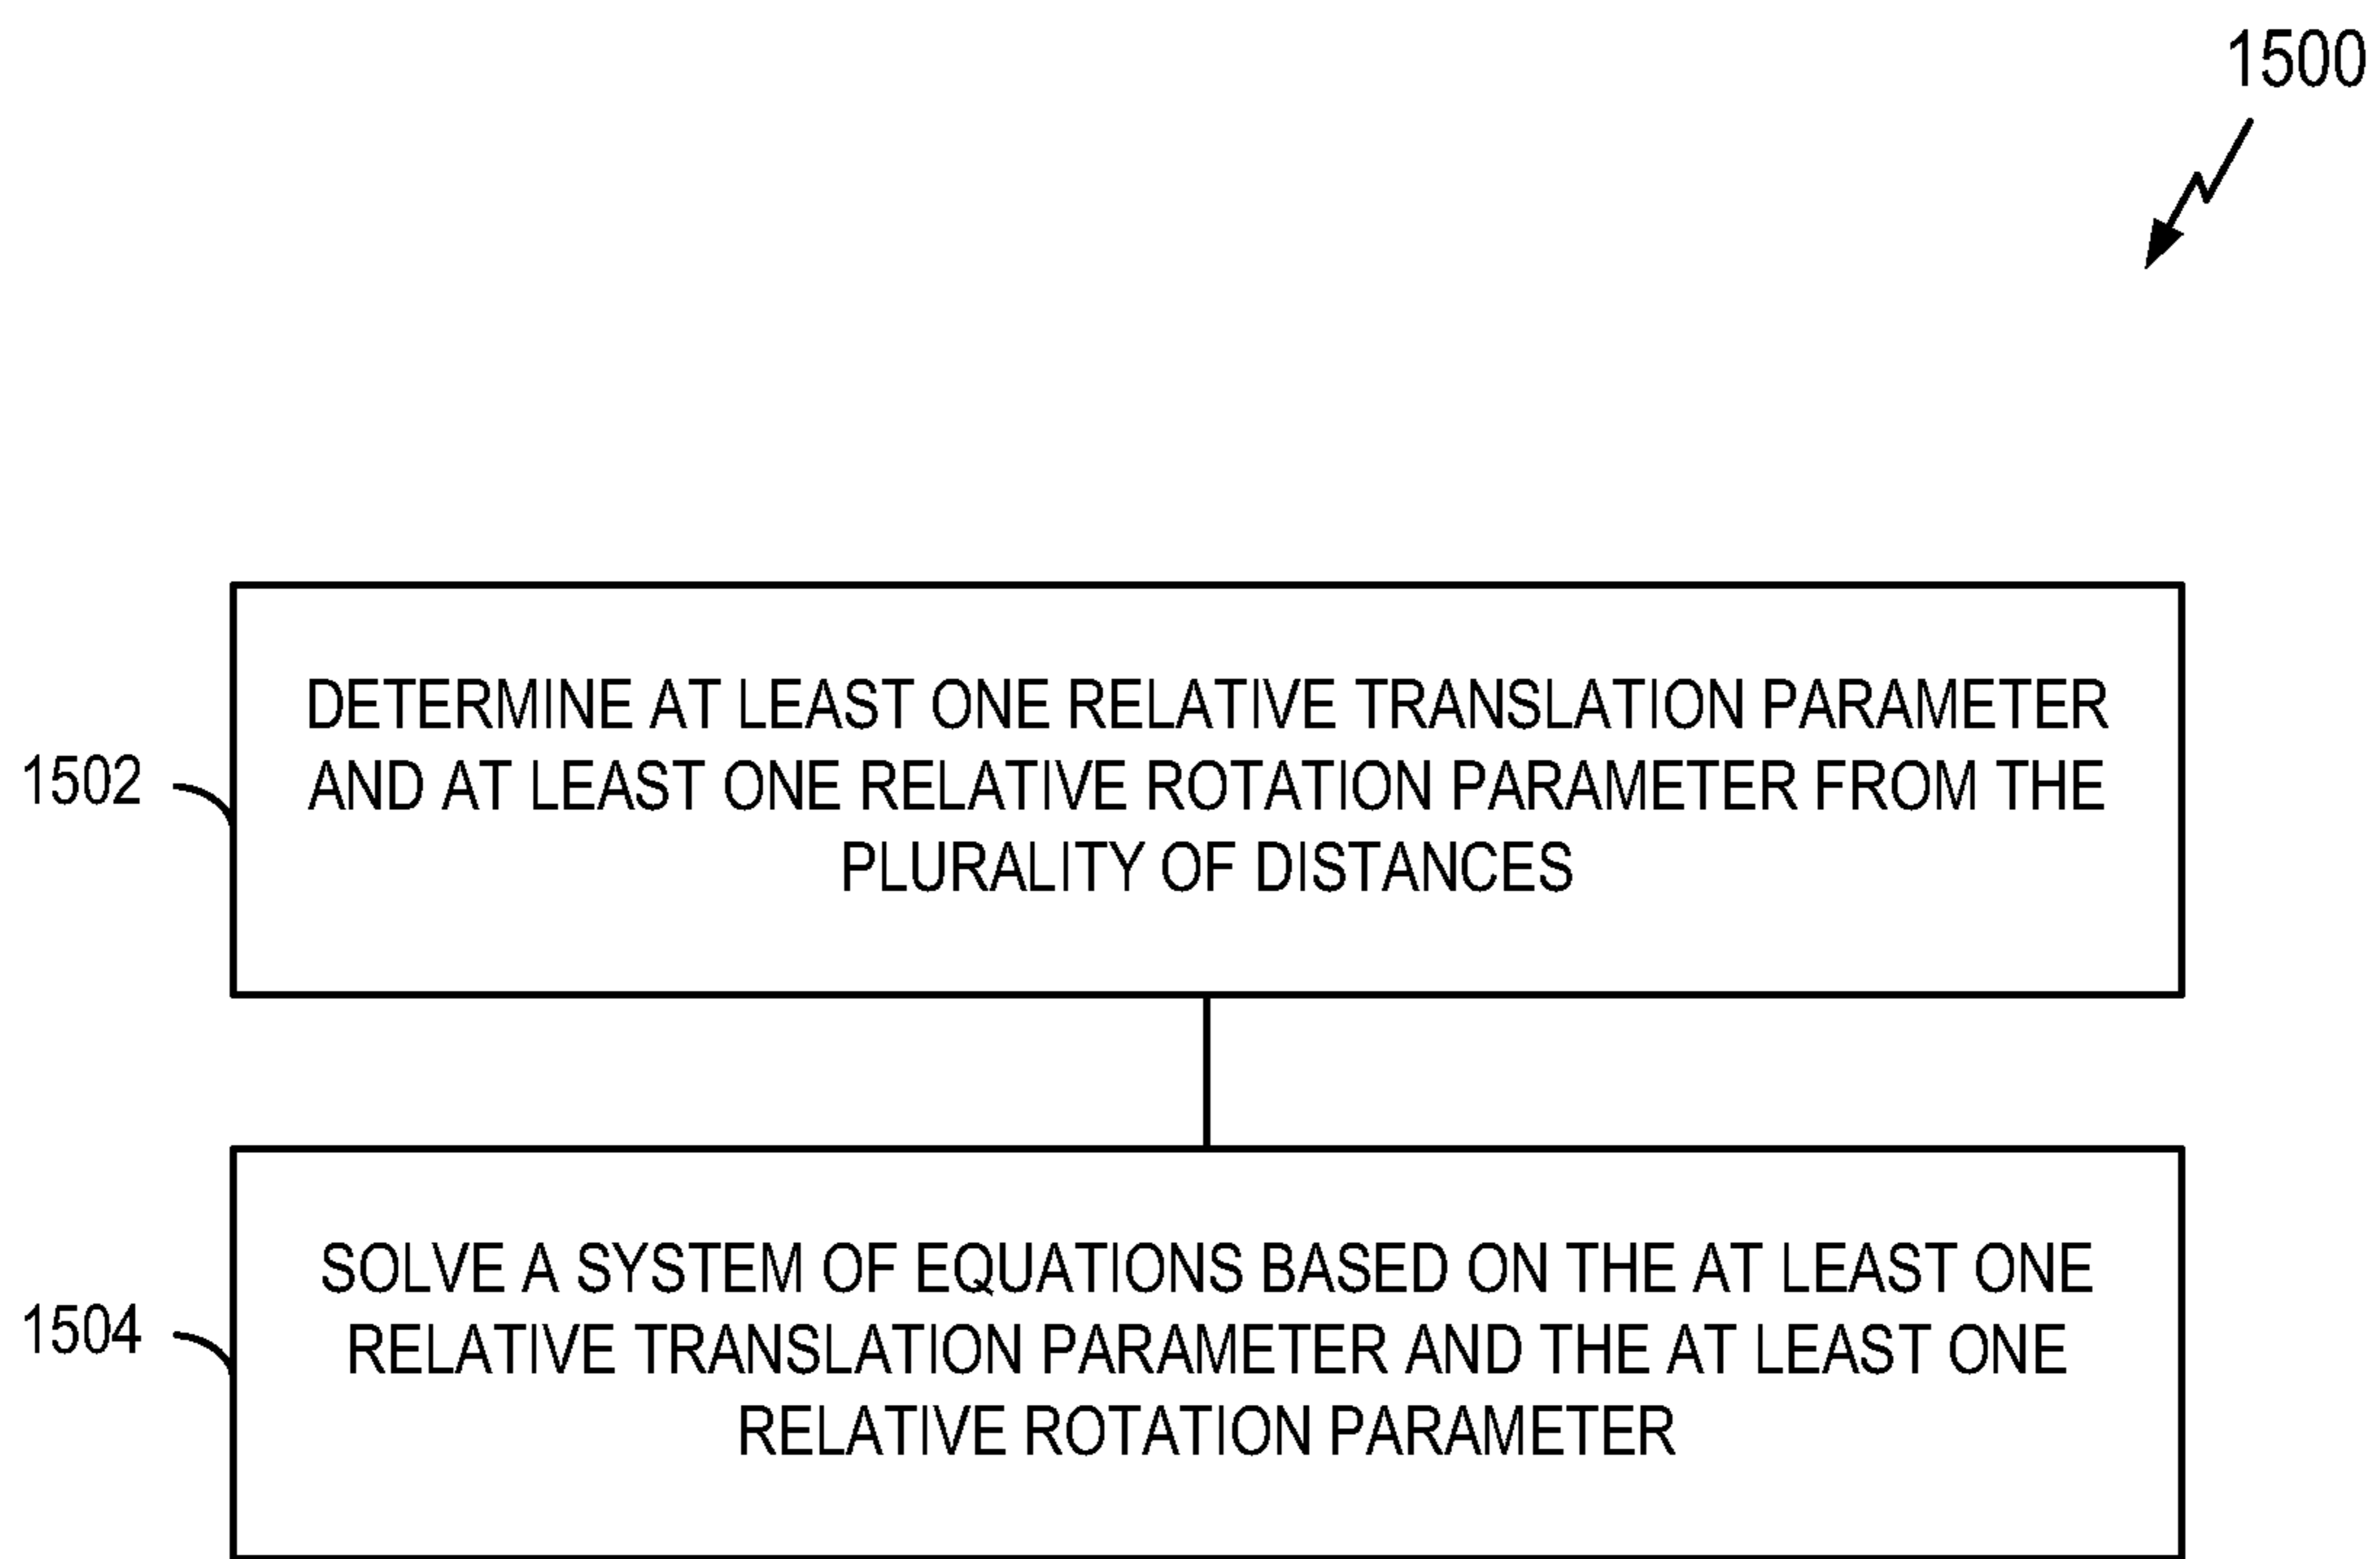 1500
DETERMINE AT LEAST ONE RELATIVE TRANSLATION PARAMETER
1502
AND AT LEAST ONE RELATIVE ROTATION PARAMETER FROM THE
PLURALITY OF DISTANCES
SOLVE A SYSTEM OF EQUATIONS BASED ON THE AT LEAST ONE
1504
RELATIVE TRANSLATION PARAMETER AND THE AT LEAST ONE
RELATIVE ROTATION PARAMETER